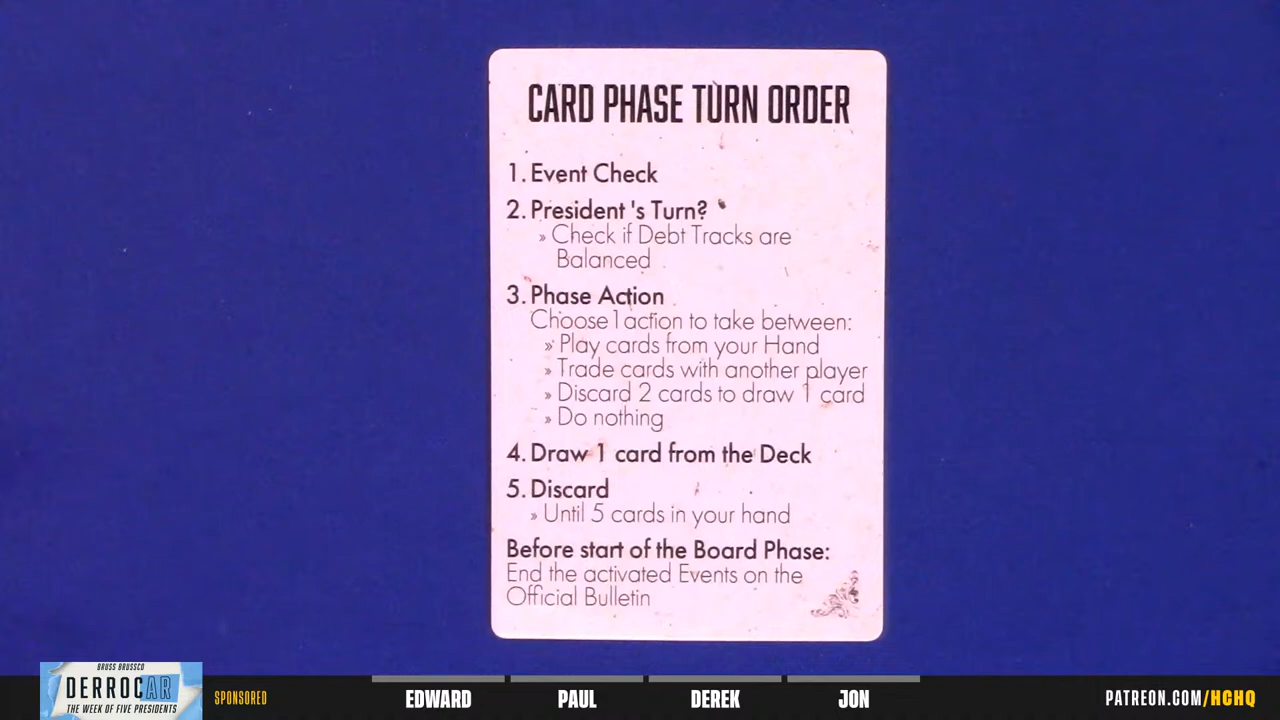 CARD PHASE TURN ORDER
1. Event Check
2. President 's Turn?
» Check if Debt Tracks are
Balanced
3. Phase Action
Choose 1 action to take between:
» Play cards from your Hand
» Trade cards with another player
» Discard 2 cards to draw 1 card
» Do nothing
4. Draw 1 card from the Deck
5. Discard
» Until 5 cards in your hand
Before start of the Board Phase:
End the activated Events on the
Official Bulletin
BRUSS BRUSSCO
DERROCAR
THE WEEK OF FIVE PRESIDENTS
SPONSORED
EDWARD
PAUL
DEREK
JON
PATREON.COM/HCHQ